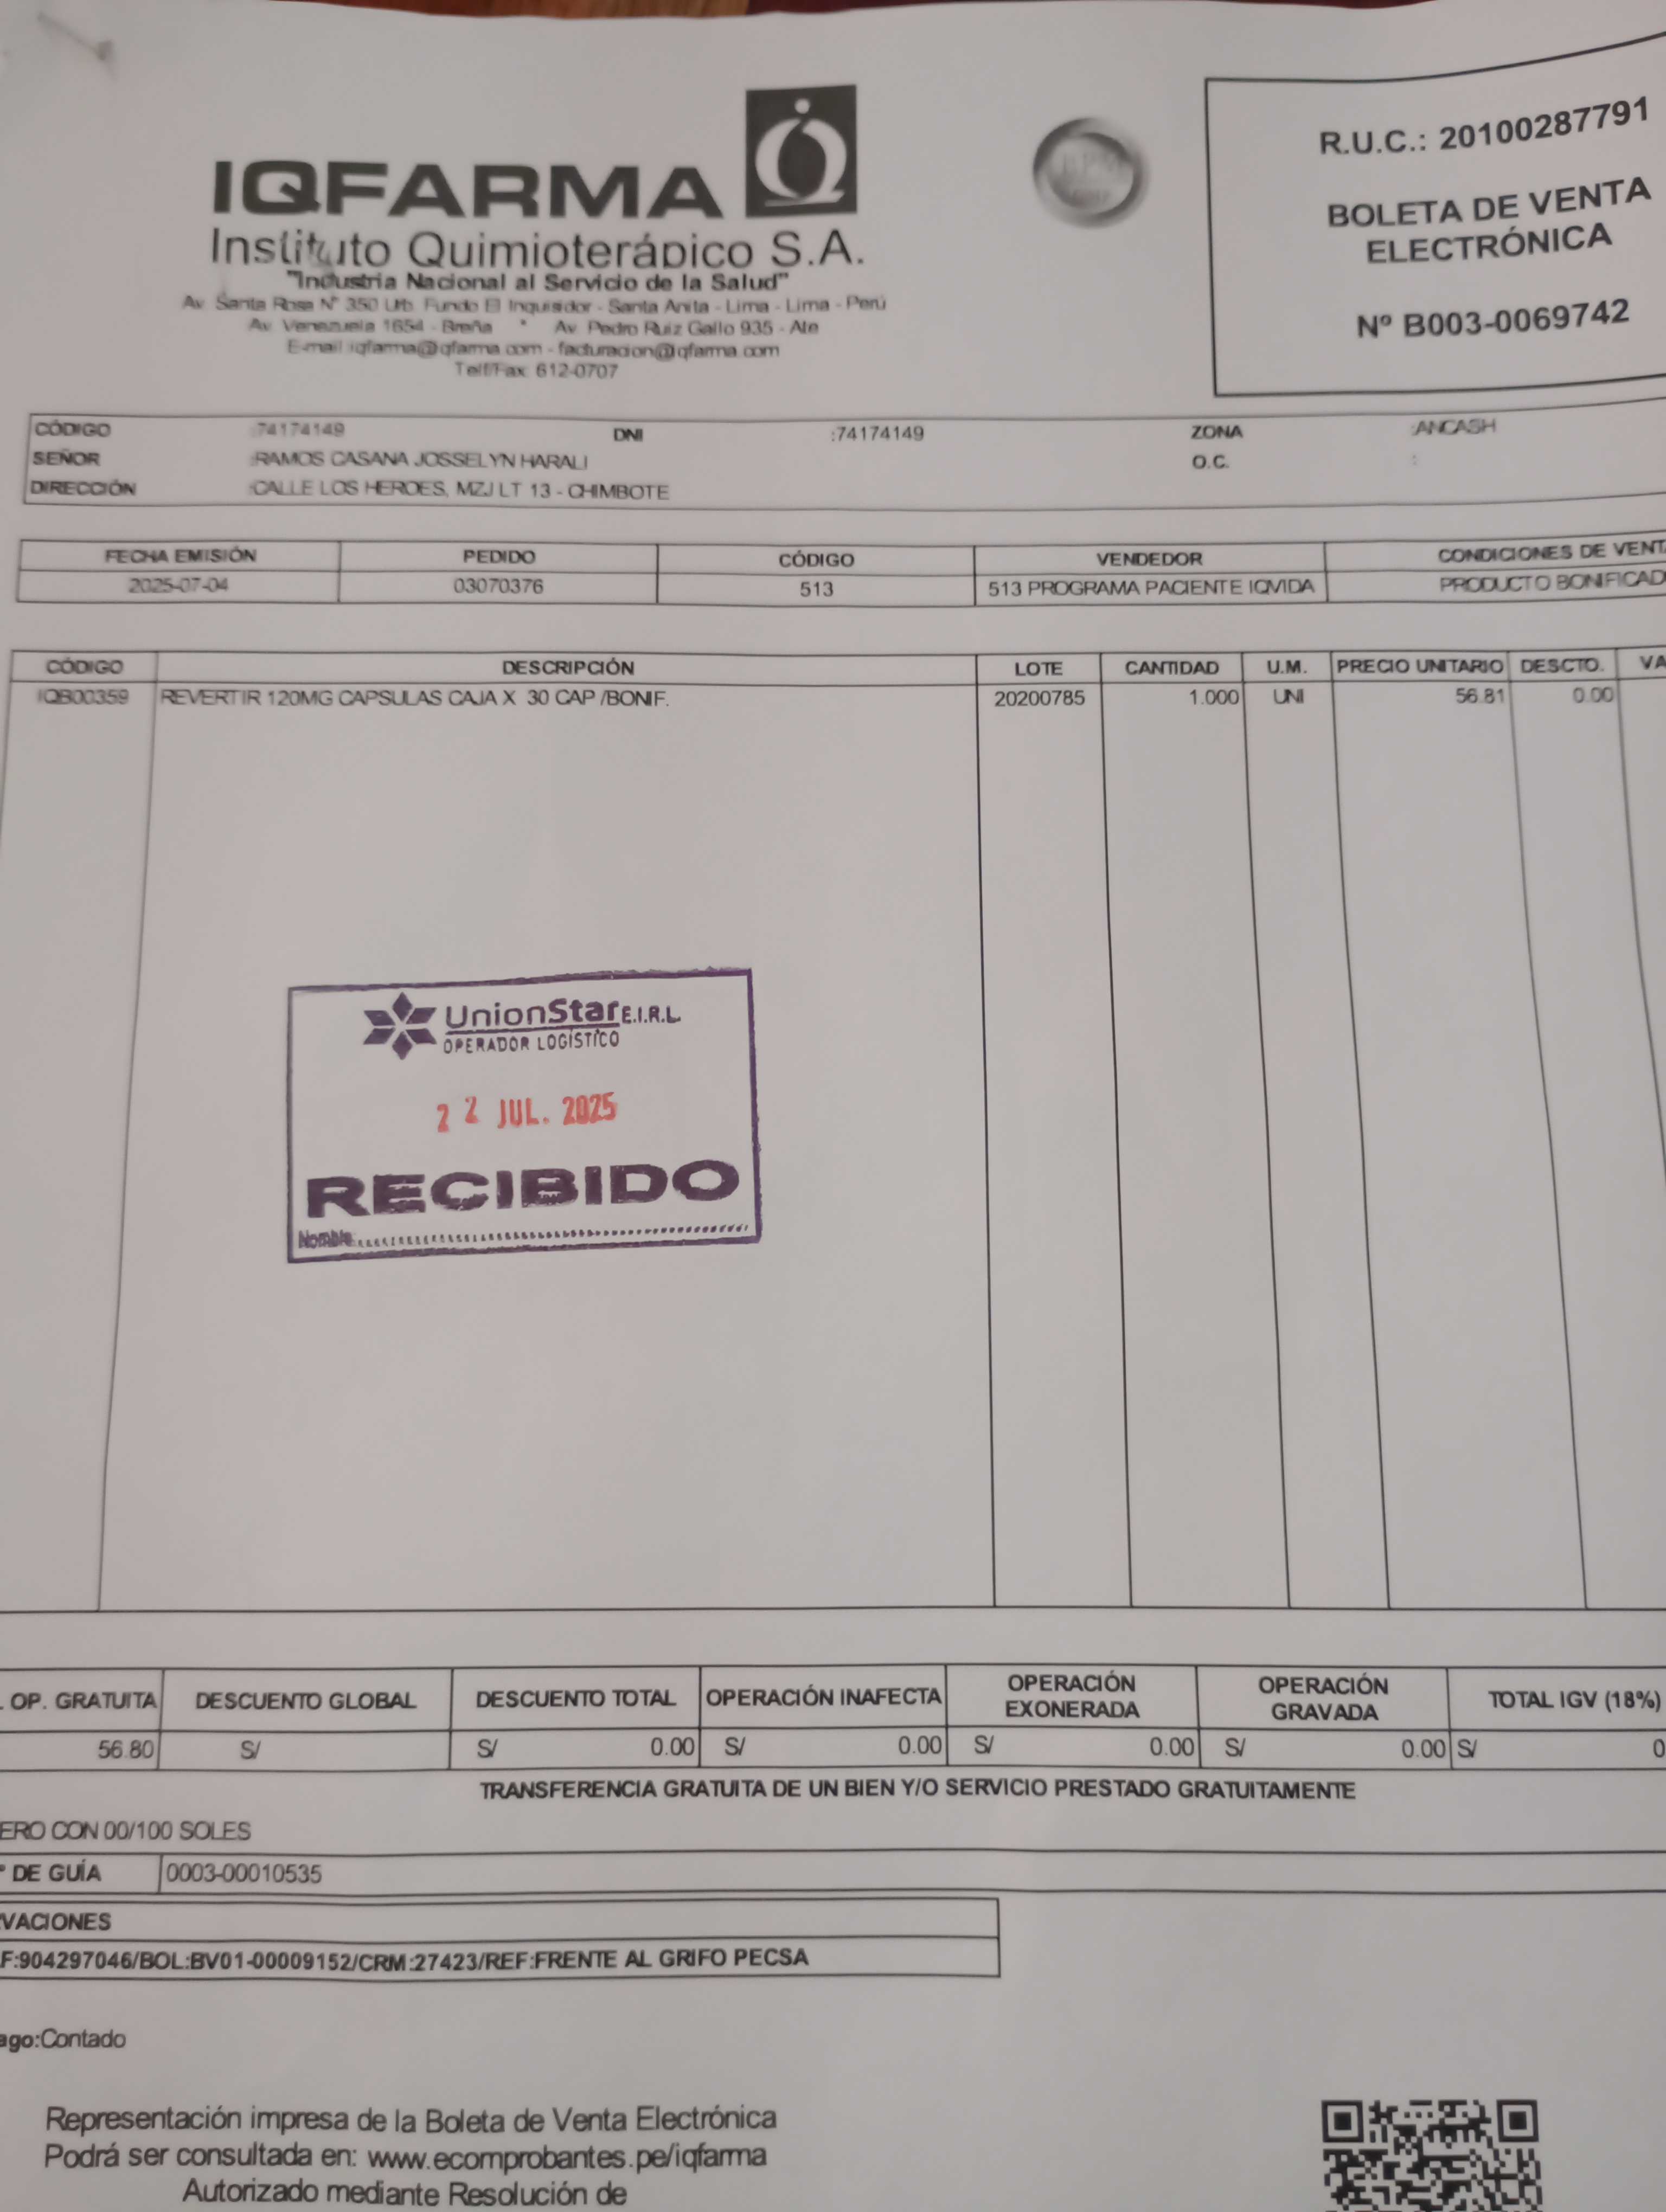 IQFARMA
Instituto Quimioterápico S.A.
"Industria Nacional al Servicio de la Salud"
Av. Santa Rosa N° 350 Urb. Fundo El Inquisidor - Santa Anita - Lima - Lima - Perú
Av. Venezuela 1654 - Breña * Av. Pedro Ruiz Gallo 935 - Ate
E-mail: iqfarma@iqfarma.com - facturacion@iqfarma.com
Telf/Fax: 612-0707
R.U.C.: 20100287791
BOLETA DE VENTA
ELECTRÓNICA
Nº B003-0069742
CÓDIGO :74174149 DNI :74174149 ZONA :ANCASH
SEÑOR :RAMOS CASANA JOSSELYN HARALI O.C. :
DIRECCIÓN :CALLE LOS HEROES, MZJ LT 13 - CHIMBOTE
FECHA EMISIÓN PEDIDO CÓDIGO VENDEDOR CONDICIONES DE VENT
2025-07-04 03070376 513 513 PROGRAMA PACIENTE IQVIDA PRODUCTO BONIFICAD
CÓDIGO DESCRIPCIÓN LOTE CANTIDAD U.M. PRECIO UNITARIO DESCTO. VA
IQB00359 REVERTIR 120MG CAPSULAS CAJA X 30 CAP /BONIF. 20200785 1.000 UNI 56.81 0.00
UnionStar E.I.R.L.
OPERADOR LOGÍSTICO
22 JUL. 2025
RECIBIDO
Nombre:
. OP. GRATUITA DESCUENTO GLOBAL DESCUENTO TOTAL OPERACIÓN INAFECTA OPERACIÓN EXONERADA OPERACIÓN GRAVADA TOTAL IGV (18%)
56.80 S/ S/ 0.00 S/ 0.00 S/ 0.00 S/ 0.00 S/ 0
TRANSFERENCIA GRATUITA DE UN BIEN Y/O SERVICIO PRESTADO GRATUITAMENTE
ERO CON 00/100 SOLES
° DE GUÍA 0003-00010535
VACIONES
F:904297046/BOL:BV01-00009152/CRM:27423/REF:FRENTE AL GRIFO PECSA
ago:Contado
Representación impresa de la Boleta de Venta Electrónica
Podrá ser consultada en: www.ecomprobantes.pe/iqfarma
Autorizado mediante Resolución de